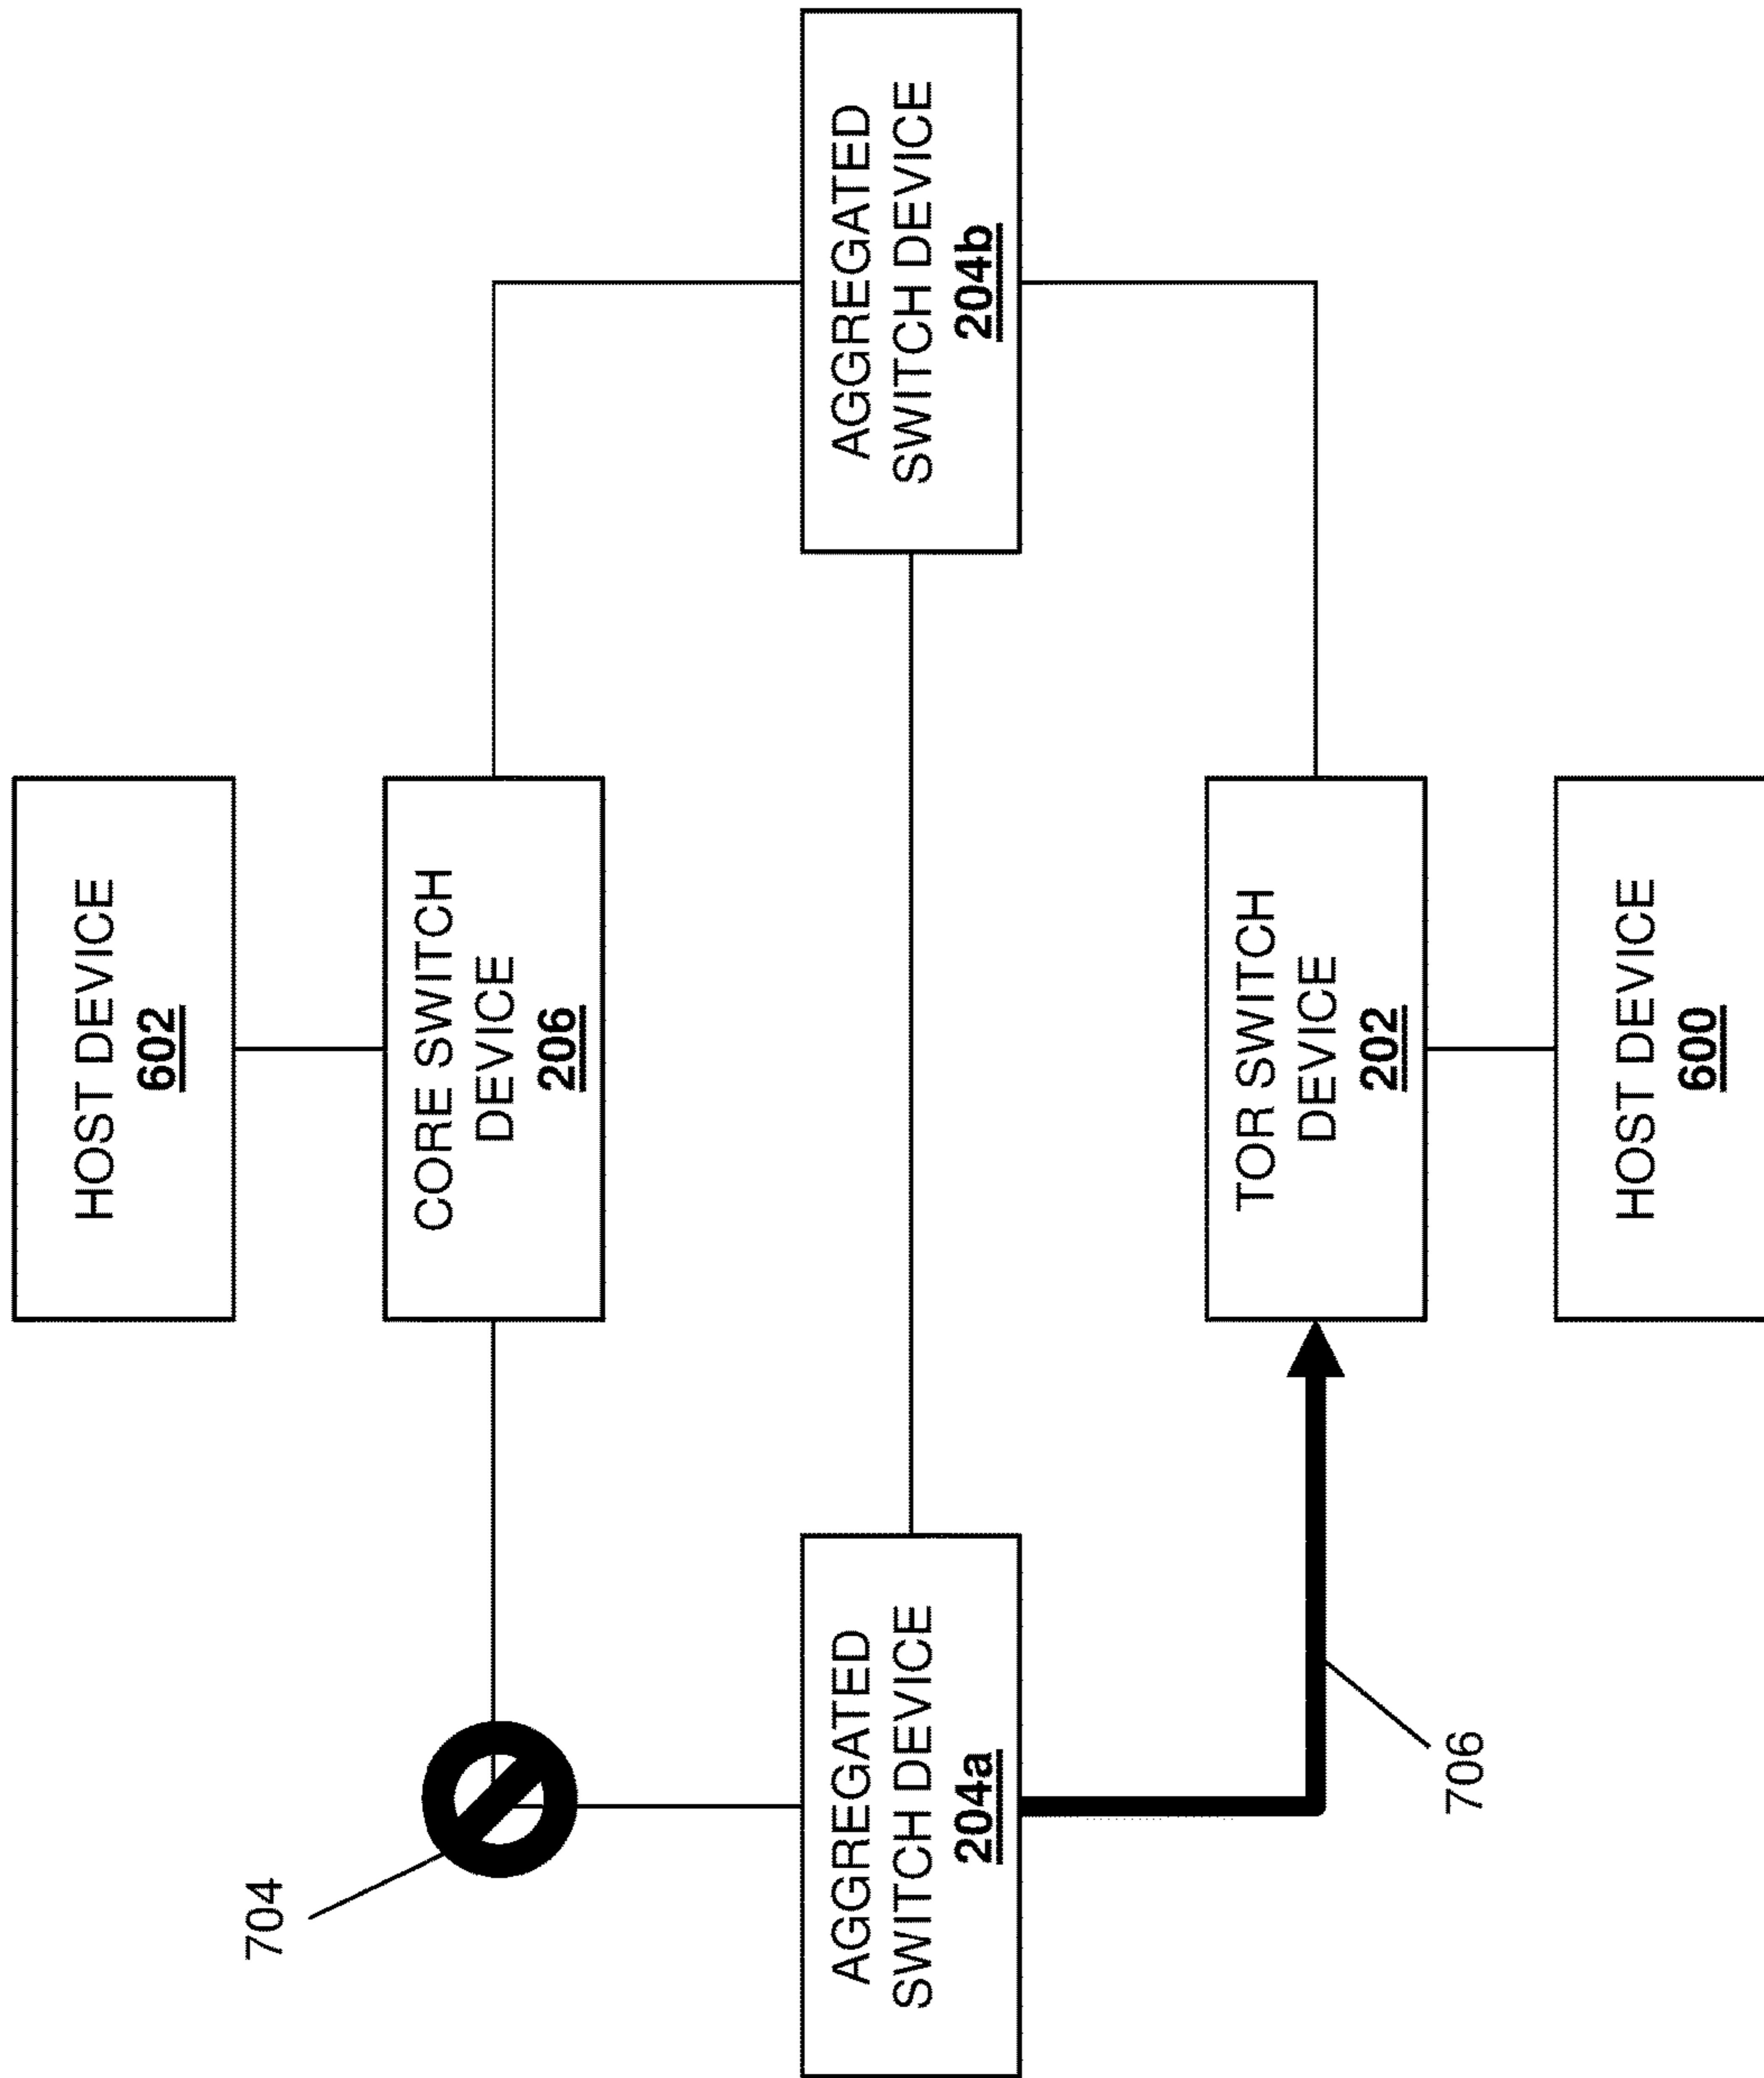 HOST DEVICE
602
CORE SWITCH
DEVICE
206
704
AGGREGATED
SWITCH DEVICE
204a
AGGREGATED
SWITCH DEVICE
204b
TOR SWITCH
DEVICE
202
706
HOST DEVICE
600